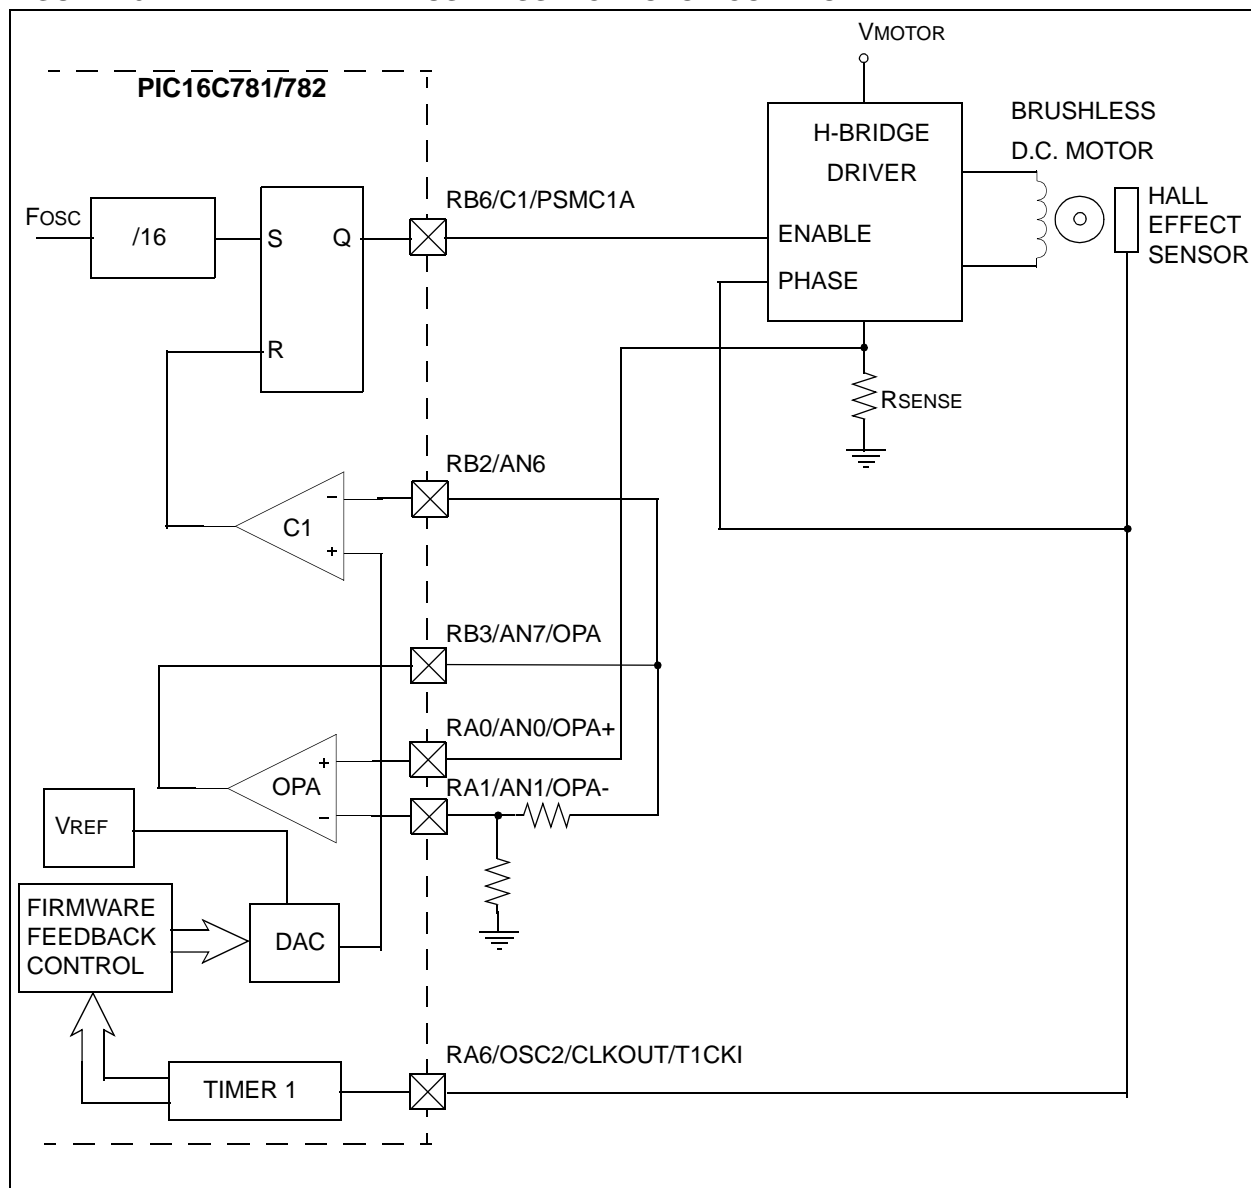 VMOTOR
PIC16C781/782
BRUSHLESS
D.C. MOTOR
H-BRIDGE
DRIVER
ENABLE
PHASE
HALL
EFFECT
SENSOR
RB6/C1/PSMC1A
FOSC
/16
S
Q
R
RSENSE
RB2/AN6
–
C1
+
RB3/AN7/OPA
RA0/AN0/OPA+
+
OPA
–
RA1/AN1/OPA-
VREF
FIRMWARE
FEEDBACK
CONTROL
DAC
RA6/OSC2/CLKOUT/T1CKI
TIMER 1